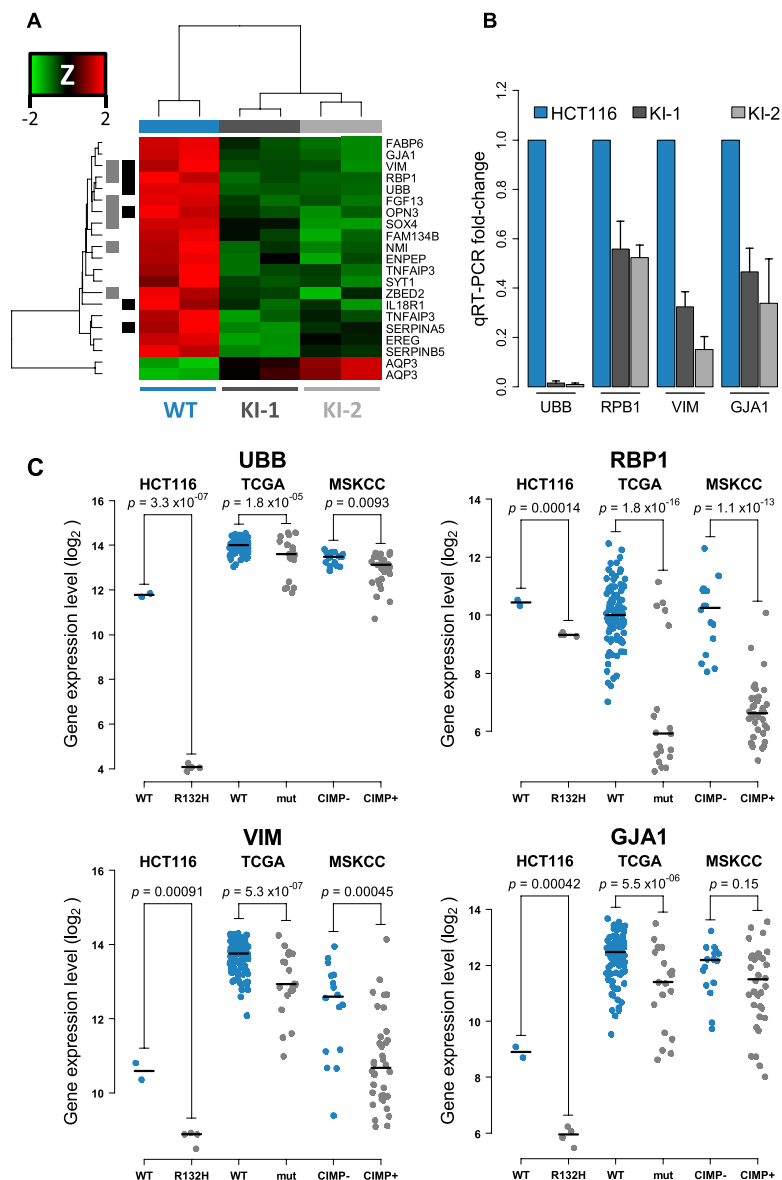 A
Z
-2 2
FABP6
GJA1
VIM
RBP1
UBB
FGF13
OPN3
SOX4
FAM134B
NMI
ENPEP
TNFAIP3
SYT1
ZBED2
IL18R1
TNFAIP3
SERPINA5
EREG
SERPINB5
AQP3
AQP3
WT KI-1 KI-2
B
qRT-PCR fold-change
1.2
1.0
0.8
0.6
0.4
0.2
0.0
HCT116 KI-1 KI-2
UBB RPB1 VIM GJA1
C
UBB
HCT116 TCGA MSKCC
p = 3.3 x10-07 p = 1.8 x10-05 p = 0.0093
Gene expression level (log2)
16
14
12
10
8
6
4
WT R132H WT mut CIMP- CIMP+
RBP1
HCT116 TCGA MSKCC
p = 0.00014 p = 1.8 x10-16 p = 1.1 x10-13
Gene expression level (log2)
14
12
10
8
6
WT R132H WT mut CIMP- CIMP+
VIM
HCT116 TCGA MSKCC
p = 0.00091 p = 5.3 x10-07 p = 0.00045
Gene expression level (log2)
16
14
12
10
WT R132H WT mut CIMP- CIMP+
GJA1
HCT116 TCGA MSKCC
p = 0.00042 p = 5.5 x10-06 p = 0.15
Gene expression level (log2)
14
12
10
8
6
WT R132H WT mut CIMP- CIMP+